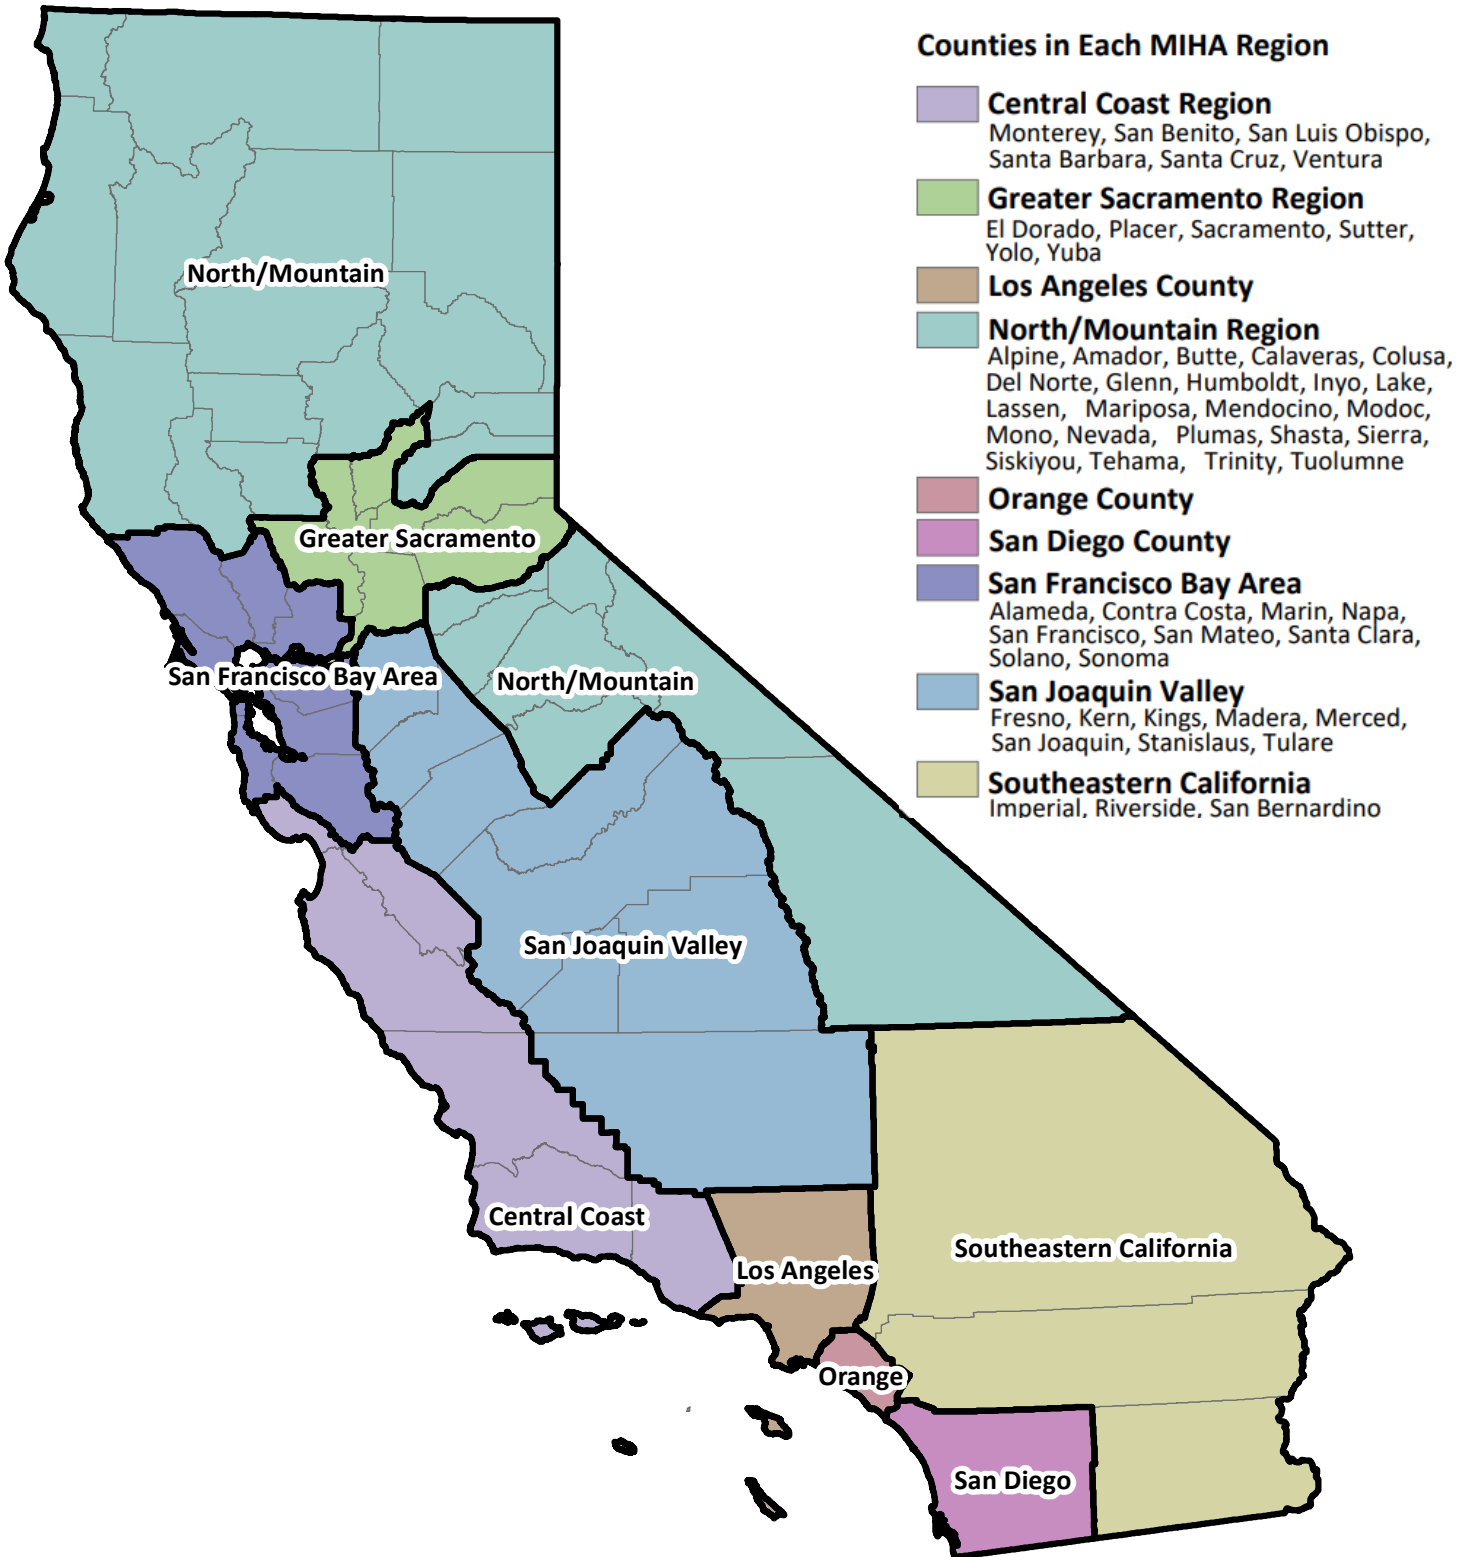 Counties in Each MIHA Region
Central Coast Region
Monterey, San Benito, San Luis Obispo,
Santa Barbara, Santa Cruz, Ventura
Greater Sacramento Region
El Dorado, Placer, Sacramento, Sutter,
Yolo, Yuba
Los Angeles County
North/Mountain Region
Alpine, Amador, Butte, Calaveras, Colusa,
Del Norte, Glenn, Humboldt, Inyo, Lake,
Lassen, Mariposa, Mendocino, Modoc,
Mono, Nevada, Plumas, Shasta, Sierra,
Siskiyou, Tehama, Trinity, Tuolumne
Orange County
San Diego County
San Francisco Bay Area
Alameda, Contra Costa, Marin, Napa,
San Francisco, San Mateo, Santa Clara,
Solano, Sonoma
San Joaquin Valley
Fresno, Kern, Kings, Madera, Merced,
San Joaquin, Stanislaus, Tulare
Southeastern California
Imperial, Riverside, San Bernardino
North/Mountain
Greater Sacramento
San Francisco Bay Area
North/Mountain
San Joaquin Valley
Central Coast
Los Angeles
Southeastern California
Orange
San Diego